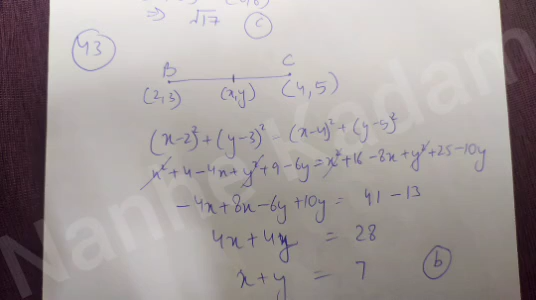 ⇒ √17 (c)
43
B C
(2,3) (x,y) (4,5)
(x-2)² + (y-3)² = (x-4)² + (y-5)²
x² + 4 - 4x + y² + 9 - 6y = x² + 16 - 8x + y² + 25 - 10y
-4x + 8x - 6y + 10y = 41 - 13
4x + 4y = 28
x + y = 7 (b)
Nanhe Kadam